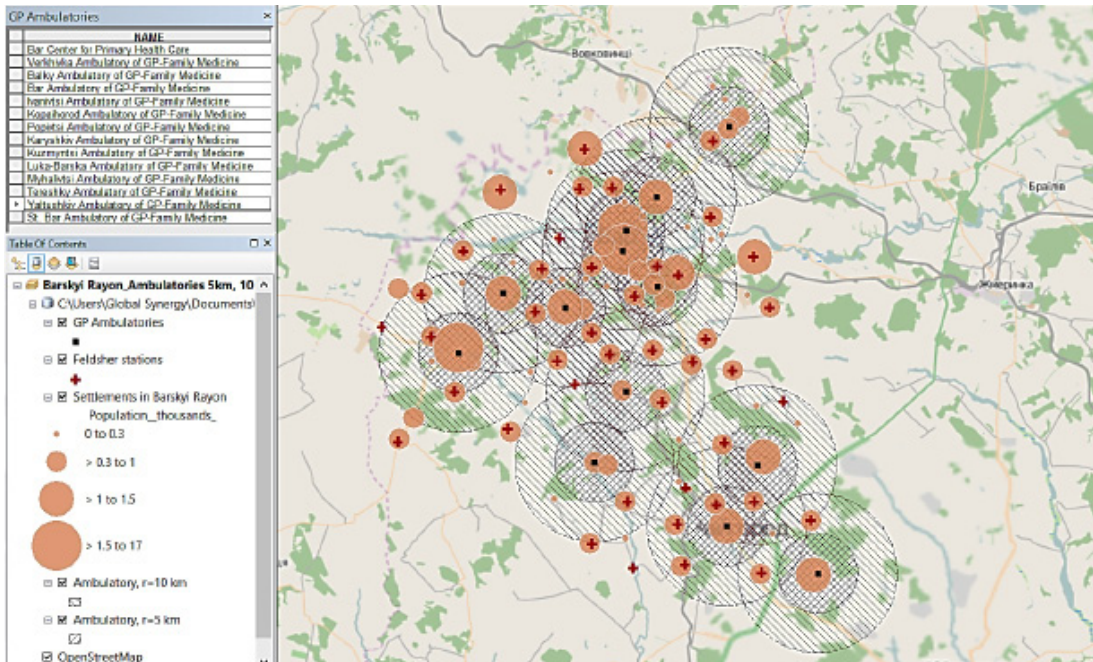 GP Ambulatories
NAME
Bar Center for Primary Health Care
Verkhivka Ambulatory of GP-Family Medicine
Balky Ambulatory of GP-Family Medicine
Bar Ambulatory of GP-Family Medicine
Ivanivtsi Ambulatory of GP-Family Medicine
Kopaihorod Ambulatory of GP-Family Medicine
Popivtsi Ambulatory of GP-Family Medicine
Karyshkiv Ambulatory of GP-Family Medicine
Kuzmyntsi Ambulatory of GP-Family Medicine
Luka-Barska Ambulatory of GP-Family Medicine
Myhalivtsi Ambulatory of GP-Family Medicine
Tereshky Ambulatory of GP-Family Medicine
Yaltushkiv Ambulatory of GP-Family Medicine
St. Bar Ambulatory of GP-Family Medicine
Table Of Contents
Barskyi Rayon_Ambulatories 5km, 10
C:\Users\Global Synergy\Documents\
GP Ambulatories
Feldsher stations
Settlements in Barskyi Rayon
Population__thousands_
0 to 0.3
> 0.3 to 1
> 1 to 1.5
> 1.5 to 17
Ambulatory, r=10 km
Ambulatory, r=5 km
OpenStreetMap
Вовковинці
Браїлів
Жмеринка